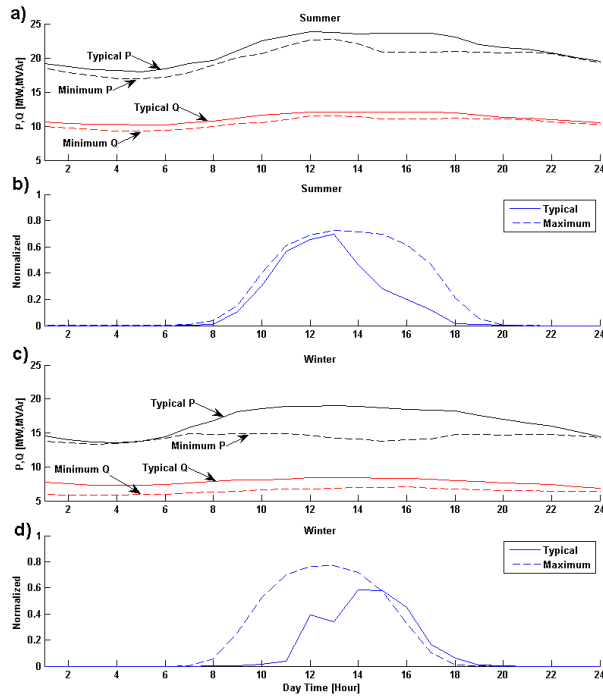 a)
Summer
P,Q [MW,MVAr]
25
20
15
10
5
Typical P
Minimum P
Typical Q
Minimum Q
2 4 6 8 10 12 14 16 18 20 22 24
b)
Summer
Normalized
1
0.8
0.6
0.4
0.2
0
Typical
Maximum
2 4 6 8 10 12 14 16 18 20 22 24
c)
Winter
P,Q [MW,MVAr]
25
20
15
10
5
Typical P
Minimum P
Minimum Q
Typical Q
2 4 6 8 10 12 14 16 18 20 22 24
d)
Winter
Normalized
1
0.8
0.6
0.4
0.2
0
Typical
Maximum
2 4 6 8 10 12 14 16 18 20 22 24
Day Time [Hour]